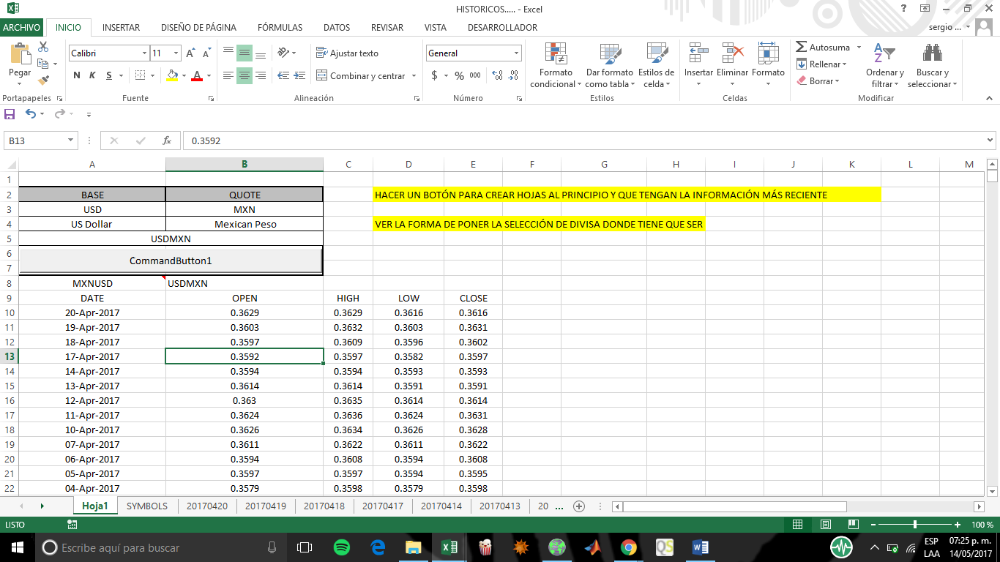 HISTORICOS..... - Excel
ARCHIVO INICIO INSERTAR DISEÑO DE PÁGINA FÓRMULAS DATOS REVISAR VISTA DESARROLLADOR sergio ...
Pegar
Calibri 11
N K S
Ajustar texto
Combinar y centrar
General
$ % 000
Formato condicional
Dar formato como tabla
Estilos de celda
Insertar Eliminar Formato
Autosuma
Rellenar
Borrar
Ordenar y filtrar
Buscar y seleccionar
Portapapeles Fuente Alineación Número Estilos Celdas Modificar
B13 fx 0.3592
A B C D E F G H I J K L M
1
2 BASE QUOTE HACER UN BOTÓN PARA CREAR HOJAS AL PRINCIPIO Y QUE TENGAN LA INFORMACIÓN MÁS RECIENTE
3 USD MXN
4 US Dollar Mexican Peso VER LA FORMA DE PONER LA SELECCIÓN DE DIVISA DONDE TIENE QUE SER
5 USDMXN
6
CommandButton1
7
8 MXNUSD USDMXN
9 DATE OPEN HIGH LOW CLOSE
10 20-Apr-2017 0.3629 0.3629 0.3616 0.3616
11 19-Apr-2017 0.3603 0.3632 0.3603 0.3631
12 18-Apr-2017 0.3597 0.3609 0.3596 0.3602
13 17-Apr-2017 0.3592 0.3597 0.3582 0.3597
14 14-Apr-2017 0.3594 0.3594 0.3593 0.3593
15 13-Apr-2017 0.3614 0.3614 0.3591 0.3591
16 12-Apr-2017 0.363 0.3635 0.3614 0.3614
17 11-Apr-2017 0.3624 0.3636 0.3624 0.3631
18 10-Apr-2017 0.3626 0.3634 0.3626 0.3628
19 07-Apr-2017 0.3611 0.3622 0.3611 0.3622
20 06-Apr-2017 0.3594 0.3608 0.3594 0.3608
21 05-Apr-2017 0.3597 0.3597 0.3594 0.3595
22 04-Apr-2017 0.3579 0.3598 0.3579 0.3598
Hoja1 SYMBOLS 20170420 20170419 20170418 20170417 20170414 20170413 20 ...
LISTO 100 %
Escribe aquí para buscar
QS
ESP 07:25 p. m.
LAA 14/05/2017